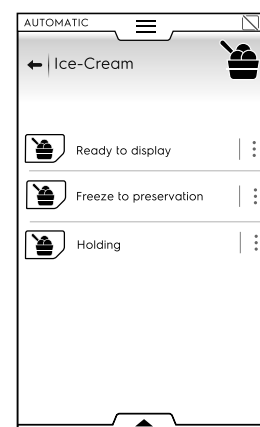 AUTOMATIC
Ice-Cream
Ready to display
Freeze to preservation
Holding